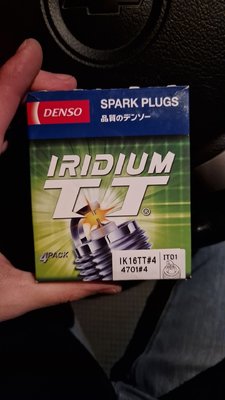 DENSO
SPARK PLUGS
品質のデンソー
IRIDIUM
TT®
4PACK
IK16TT#4
4701#4
IT01